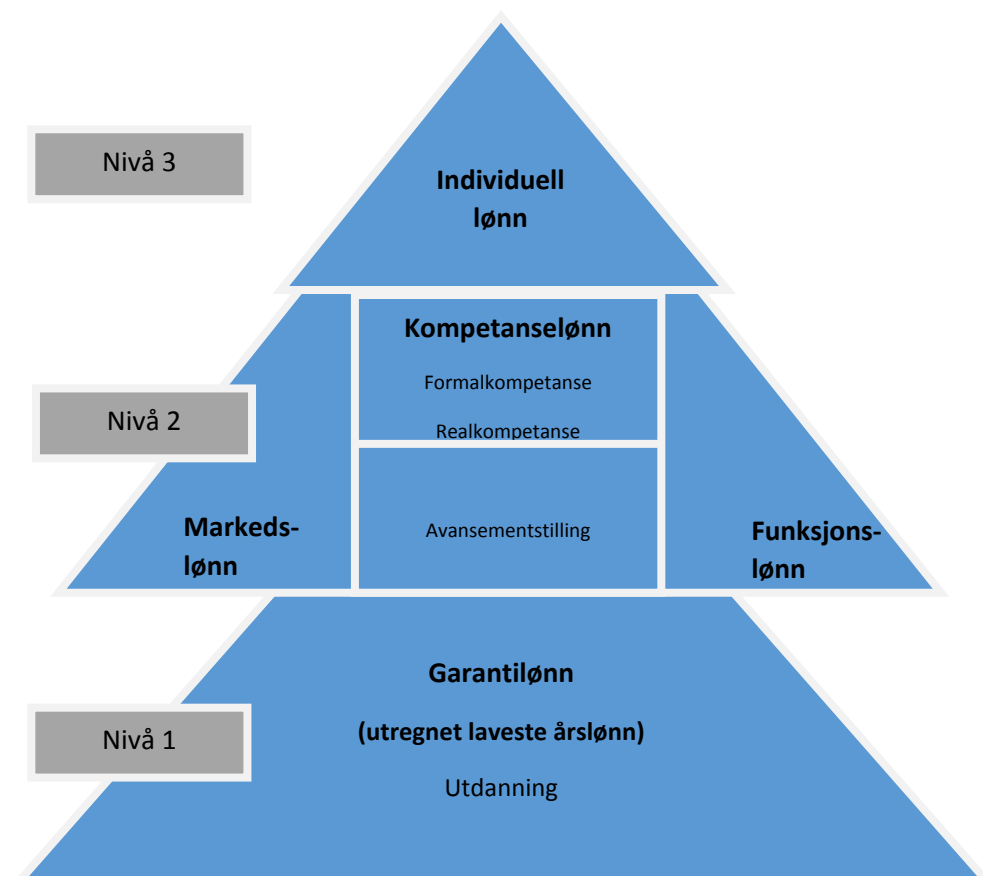 Nivå 3
Individuell
lønn
Kompetanselønn
Formalkompetanse
Nivå 2
Realkompetanse
Markeds-
lønn
Avansementstilling
Funksjons-
lønn
Garantilønn
Nivå 1
(utregnet laveste årslønn)
Utdanning